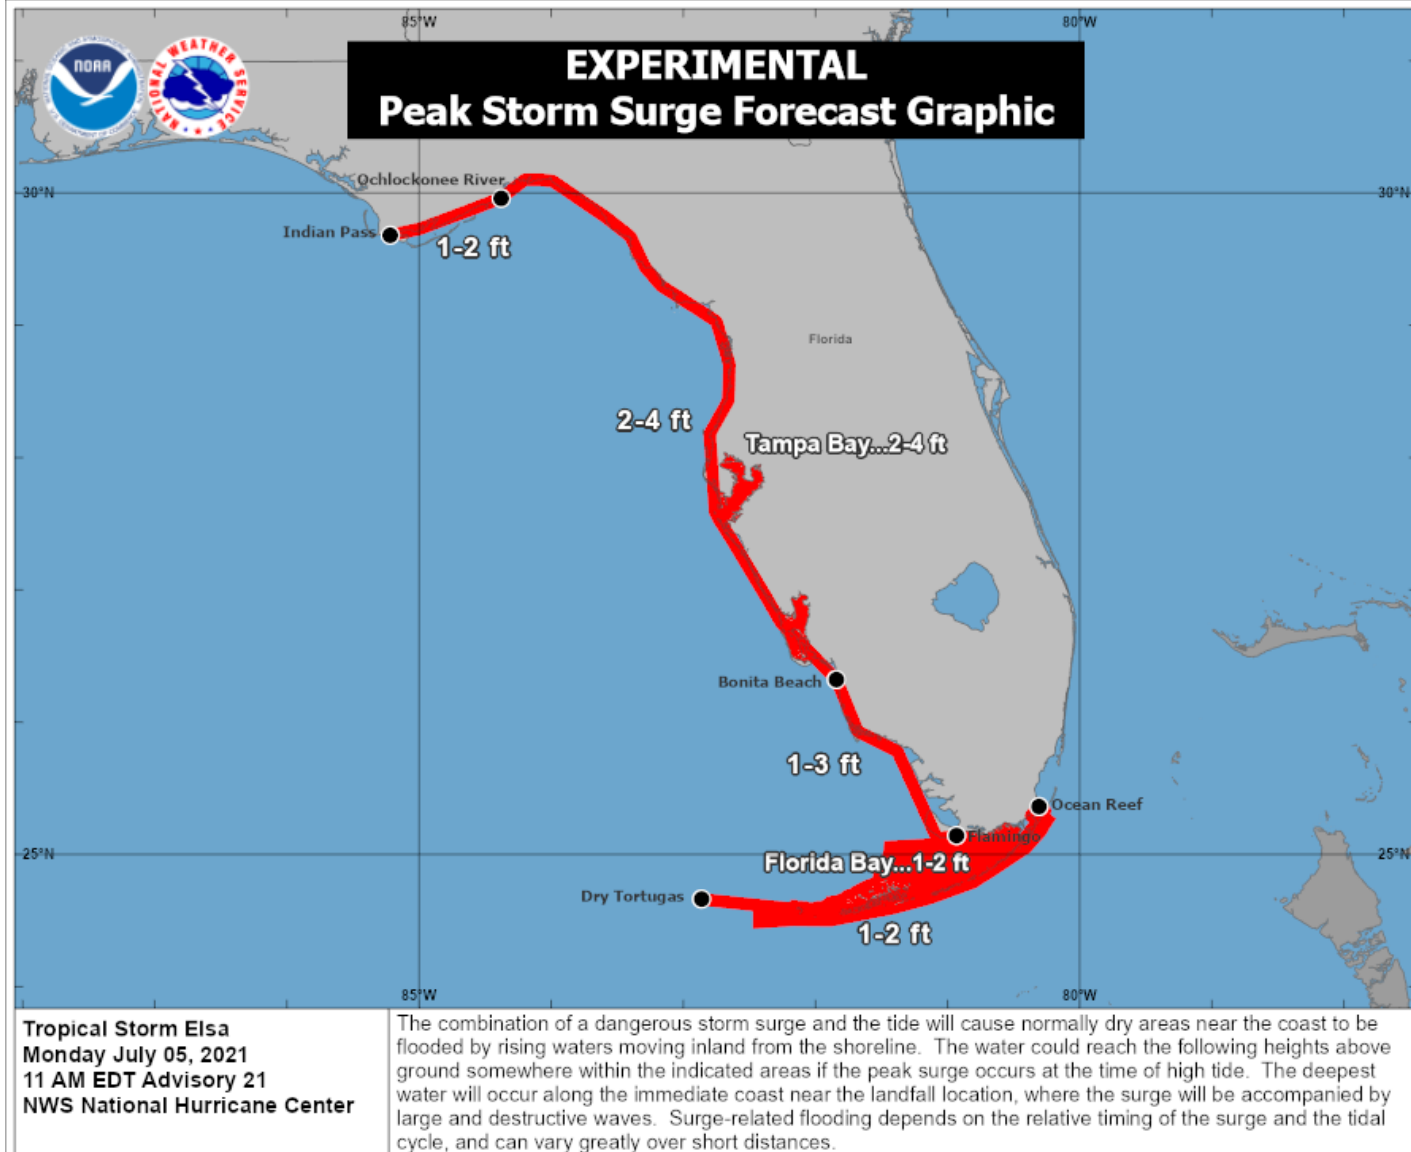 85°W
80°W
NOAA
NATIONAL WEATHER SERVICE
EXPERIMENTAL
Peak Storm Surge Forecast Graphic
Ochlockonee River
30°N
30°N
Indian Pass
1-2 ft
Florida
2-4 ft
Tampa Bay...2-4 ft
Bonita Beach
1-3 ft
Ocean Reef
Flamingo
25°N
25°N
Florida Bay...1-2 ft
Dry Tortugas
1-2 ft
85°W
80°W
Tropical Storm Elsa
Monday July 05, 2021
11 AM EDT Advisory 21
NWS National Hurricane Center
The combination of a dangerous storm surge and the tide will cause normally dry areas near the coast to be
flooded by rising waters moving inland from the shoreline.  The water could reach the following heights above
ground somewhere within the indicated areas if the peak surge occurs at the time of high tide.  The deepest
water will occur along the immediate coast near the landfall location, where the surge will be accompanied by
large and destructive waves.  Surge-related flooding depends on the relative timing of the surge and the tidal
cycle, and can vary greatly over short distances.